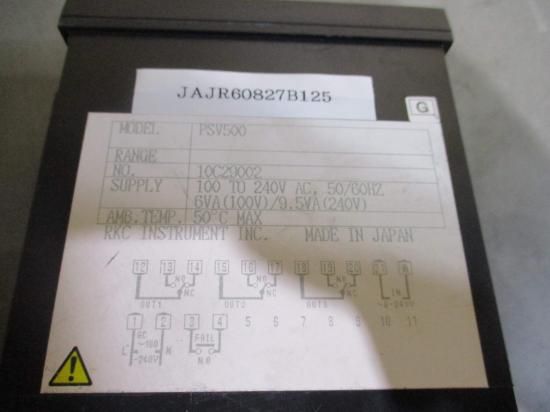 JAJR60827B125
G
MODEL PSV500
RANGE
NO. 10C29002
SUPPLY 100 TO 240V AC, 50/60HZ
6VA(100V)/9.5VA(240V)
AMB.TEMP. 50°C MAX
RKC INSTRUMENT INC. MADE IN JAPAN
12 13 14 15 16 17 18 19 20
NO NO NO
NC NC NC IN
OUT1 OUT2 OUT3
1 2 3 4 5 6 7 8 9 10 11
AC FAIL
L N
-240V N.O